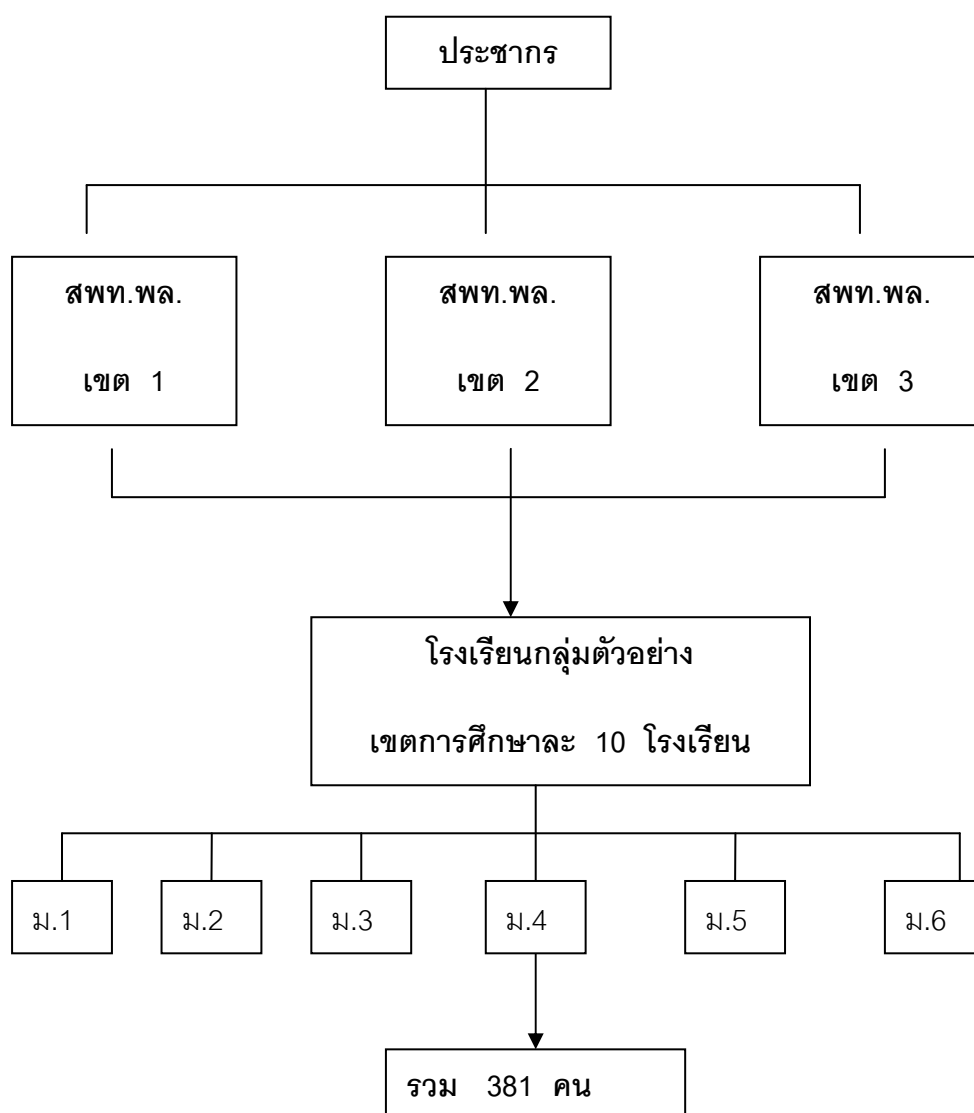 ประชากร
สพท.พล.
เขต 1
สพท.พล.
เขต 2
สพท.พล.
เขต 3
โรงเรียนกลุ่มตัวอย่าง
เขตการศึกษาละ 10 โรงเรียน
ม.1 ม.2 ม.3 ม.4 ม.5 ม.6
รวม 381 คน